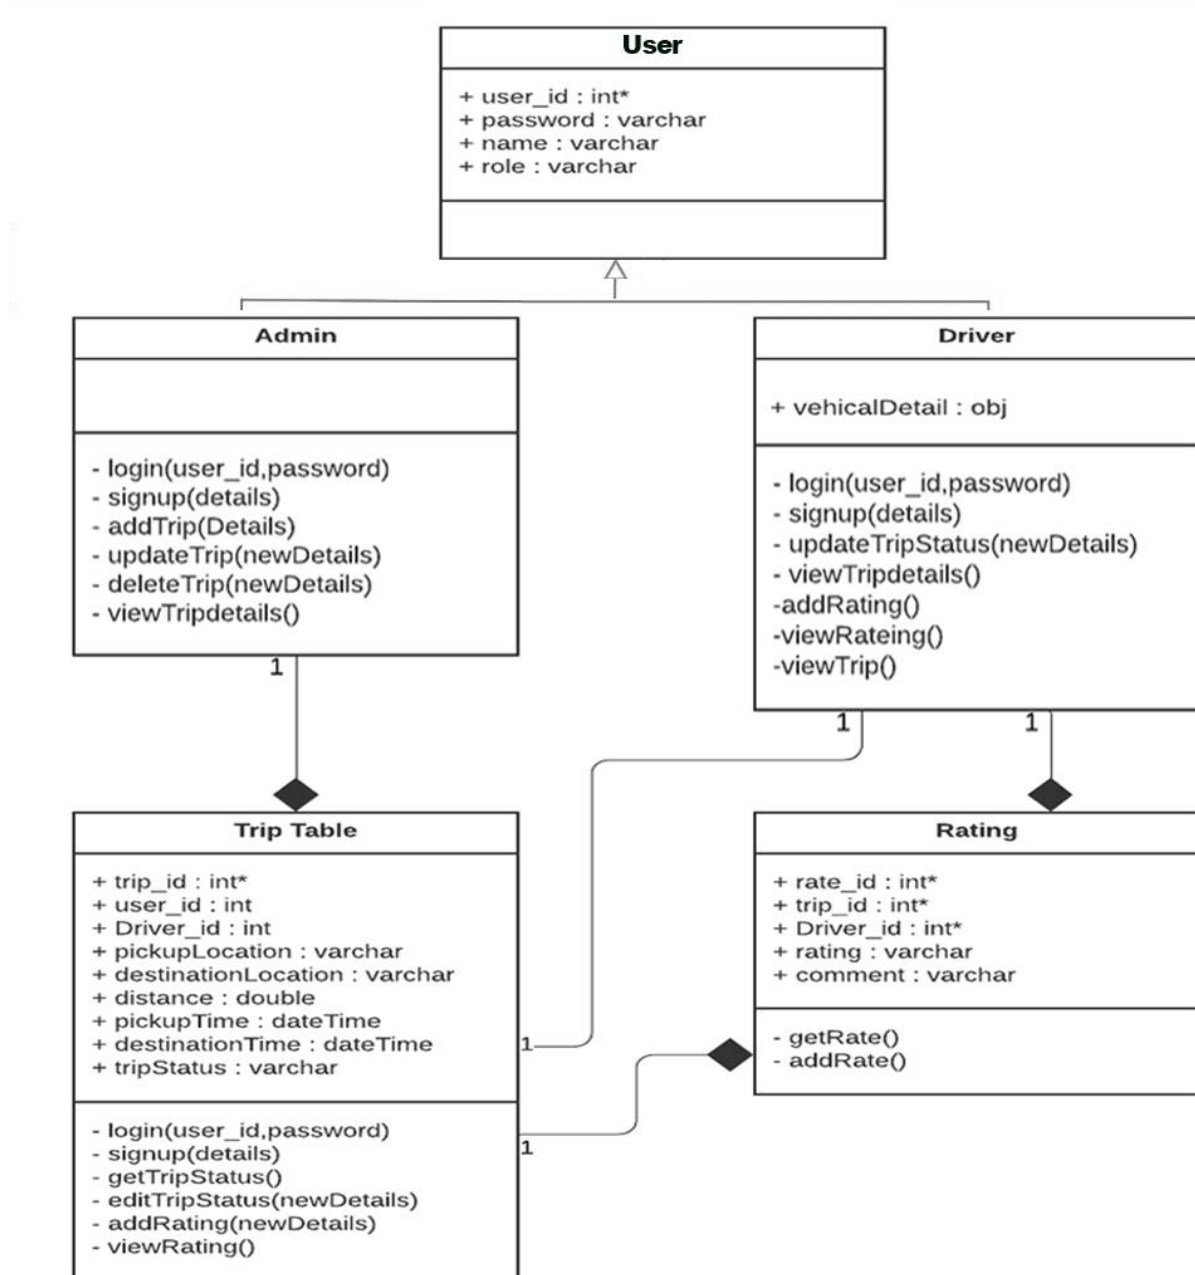 User
+ user_id : int*
+ password : varchar
+ name : varchar
+ role : varchar
Admin
- login(user_id,password)
- signup(details)
- addTrip(Details)
- updateTrip(newDetails)
- deleteTrip(newDetails)
- viewTripdetails()
1
Driver
+ vehicalDetail : obj
- login(user_id,password)
- signup(details)
- updateTripStatus(newDetails)
- viewTripdetails()
-addRating()
-viewRateing()
-viewTrip()
1
1
Trip Table
+ trip_id : int*
+ user_id : int
+ Driver_id : int
+ pickupLocation : varchar
+ destinationLocation : varchar
+ distance : double
+ pickupTime : dateTime
+ destinationTime : dateTime
+ tripStatus : varchar
- login(user_id,password)
- signup(details)
- getTripStatus()
- editTripStatus(newDetails)
- addRating(newDetails)
- viewRating()
1
1
Rating
+ rate_id : int*
+ trip_id : int*
+ Driver_id : int*
+ rating : varchar
+ comment : varchar
- getRate()
- addRate()